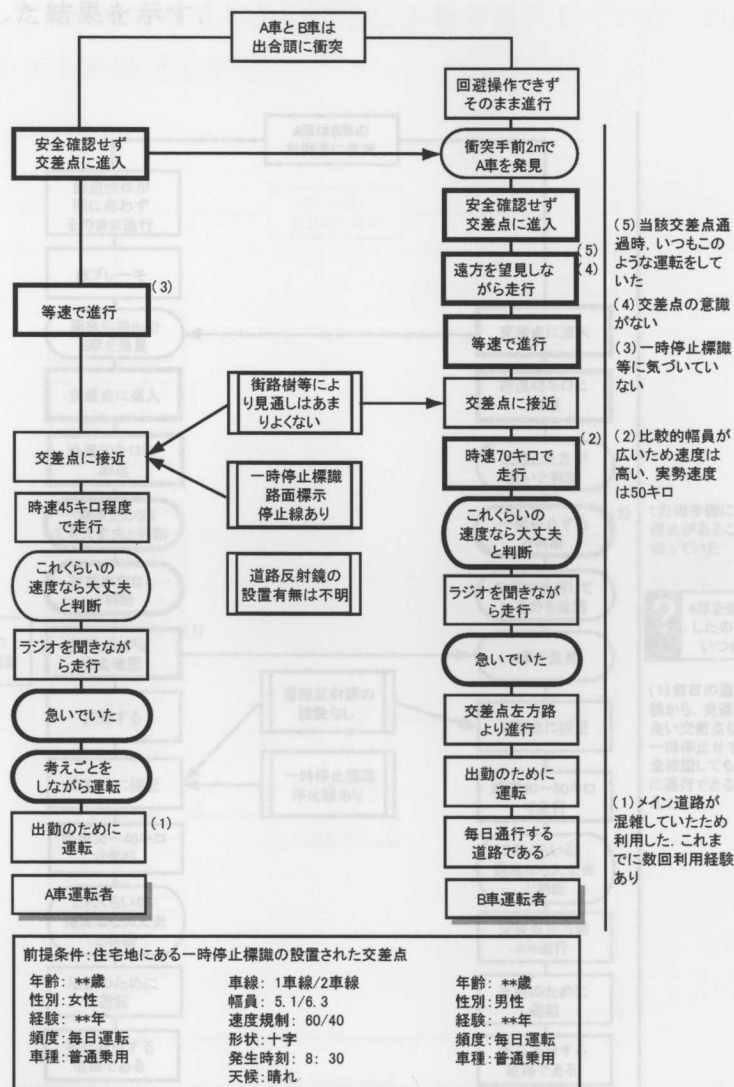 した結果を示す.
A車とB車は
出合頭に衝突
回避操作できず
そのまま進行
安全確認せず
交差点に進入
衝突手前2mで
A車を発見
安全確認せず
交差点に進入
(5)
(4)
遠方を望見しな
がら走行
(3)
等速で進行
等速で進行
街路樹等によ
り見通しはあま
りよくない
交差点に接近
交差点に接近
一時停止標識
路面標示
停止線あり
(2)
時速70キロで
走行
時速45キロ程度
で走行
これくらいの
速度なら大丈夫
と判断
道路反射鏡の
設置有無は不明
これくらいの
速度なら大丈夫
と判断
ラジオを聞きなが
ら走行
ラジオを聞きなが
ら走行
急いでいた
急いでいた
交差点左方路
より進行
考えごとを
しながら運転
出勤のために
運転
(1)
出勤のために
運転
毎日通行する
道路である
A車運転者
B車運転者
(5)当該交差点通
過時, いつもこの
ような運転をして
いた
(4)交差点の意識
がない
(3)一時停止標識
等に気づいてい
ない
(2)比較的幅員が
広いため速度は
高い. 実勢速度
は50キロ
(1)メイン道路が
混雑していたため
利用した. これま
でに数回利用経験
あり
前提条件:住宅地にある一時停止標識の設置された交差点
年齢: **歳
性別:女性
経験: **年
頻度:毎日運転
車種:普通乗用
車線: 1車線/2車線
幅員: 5.1/6.3
速度規制: 60/40
形状:十字
発生時刻: 8: 30
天候:晴れ
年齢: **歳
性別:男性
経験: **年
頻度:毎日運転
車種:普通乗用